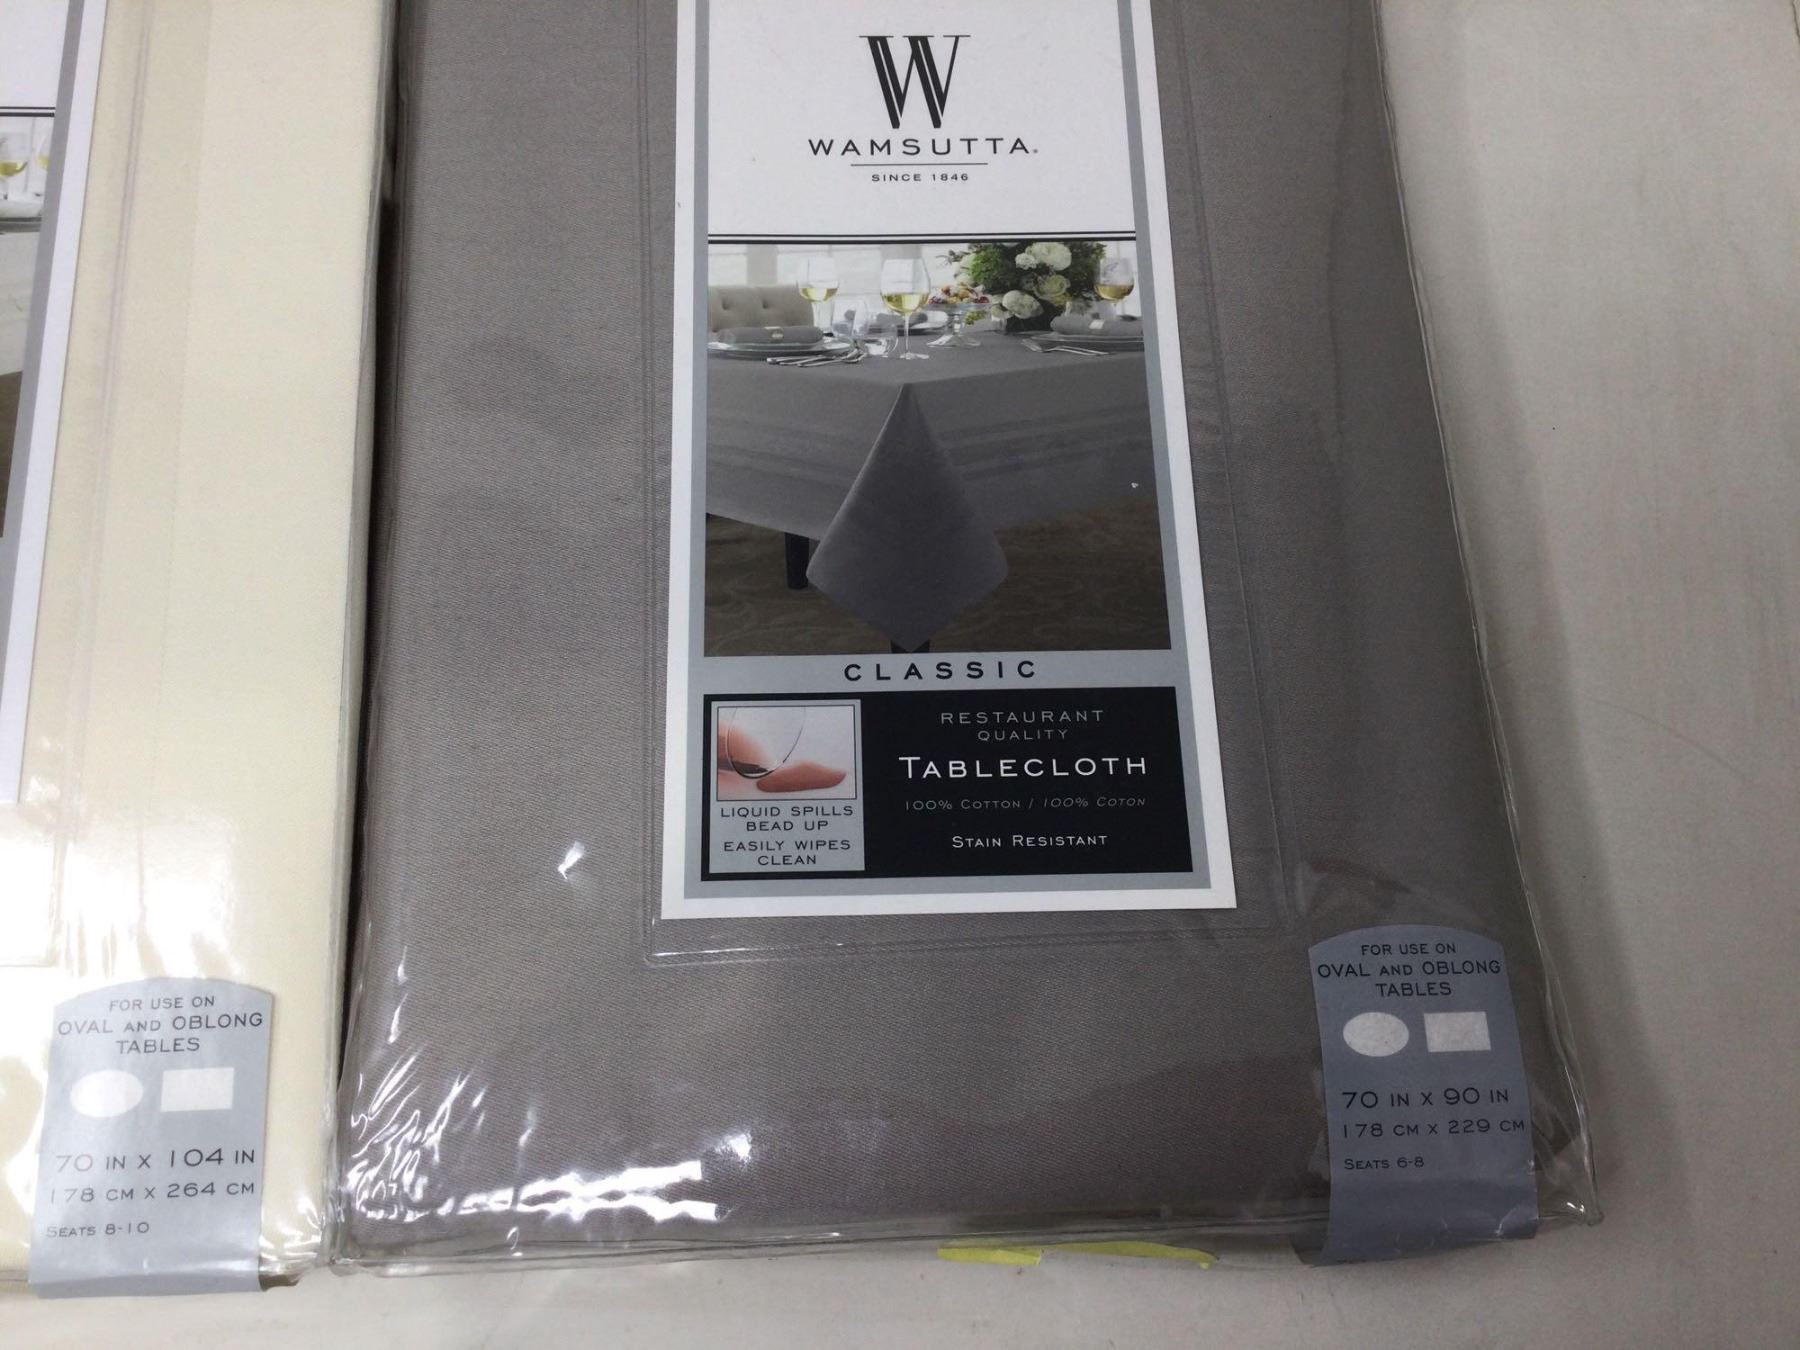 W
WAMSUTTA®
SINCE 1846
CLASSIC
LIQUID SPILLS
BEAD UP
EASILY WIPES
CLEAN
RESTAURANT
QUALITY
TABLECLOTH
100% COTTON / 100% COTON
STAIN RESISTANT
FOR USE ON
OVAL AND OBLONG
TABLES
70 IN X 104 IN
178 CM X 264 CM
SEATS 8-10
FOR USE ON
OVAL AND OBLONG
TABLES
70 IN X 90 IN
178 CM X 229 CM
SEATS 6-8